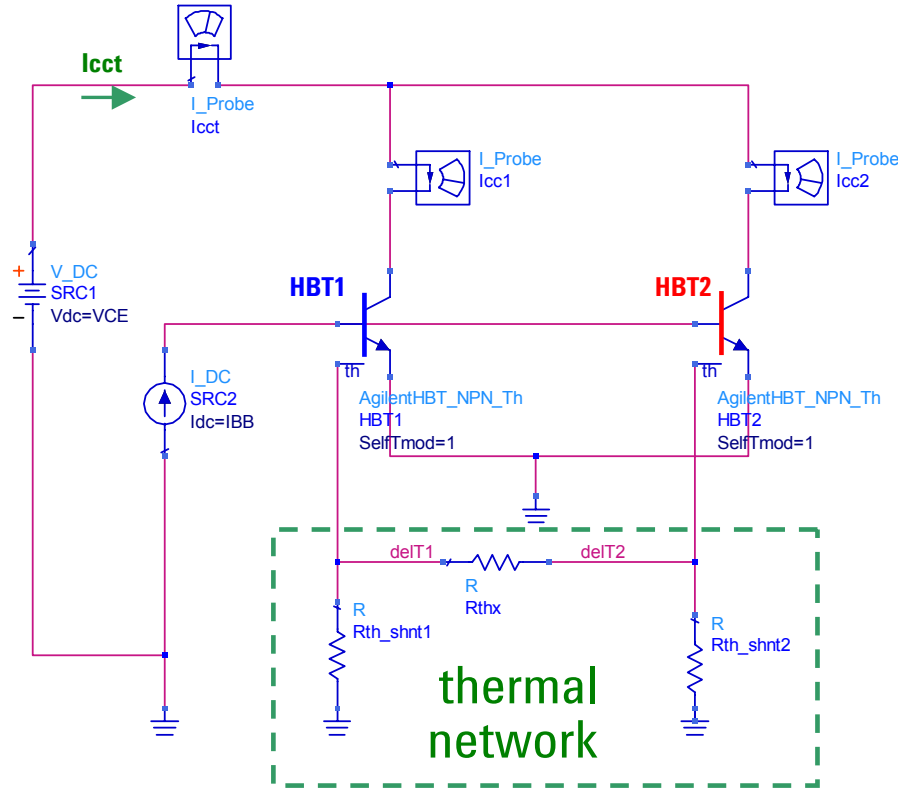 Icct
I_Probe
Icct
I_Probe
Icc1
I_Probe
Icc2
+
V_DC
SRC1
Vdc=VCE
−
HBT1
HBT2
I_DC
SRC2
Idc=IBB
th
th
AgilentHBT_NPN_Th
HBT1
SelfTmod=1
AgilentHBT_NPN_Th
HBT2
SelfTmod=1
delT1
delT2
R
Rthx
R
Rth_shnt1
R
Rth_shnt2
thermal
network